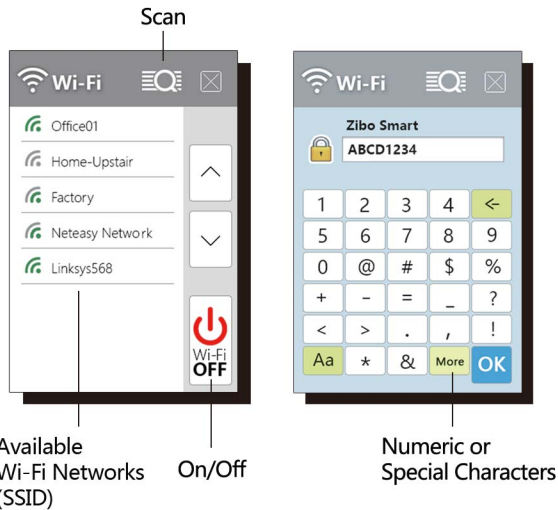 Scan
Wi-Fi
Office01
Home-Upstair
Factory
Neteasy Network
Linksys568
Wi-Fi
OFF
Available
Wi-Fi Networks
(SSID)
On/Off
Wi-Fi
Zibo Smart
ABCD1234
1 2 3 4 <-
5 6 7 8 9
0 @ # $ %
+ - = _ ?
< > . , !
Aa * & More OK
Numeric or
Special Characters